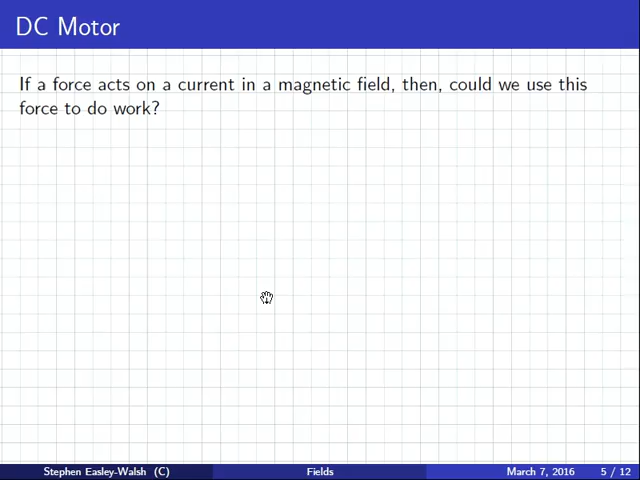 DC Motor
If a force acts on a current in a magnetic field, then, could we use this
force to do work?
Stephen Easley-Walsh (C) Fields March 7, 2016 5 / 12